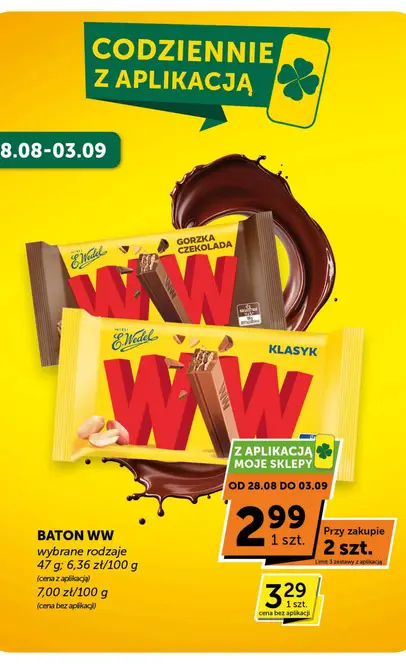 CODZIENNIE
Z APLIKACJĄ
8.08-03.09
E.Wedel
GORZKA
CZEKOLADA
WW
E.Wedel
KLASYK
WW
Z APLIKACJĄ
MOJE SKLEPY
OD 28.08 DO 03.09
2.99
1 szt.
Przy zakupie
2 szt.
Limit 3 zestawy z aplikacją
3.29
1 szt.
cena bez aplikacji
BATON WW
wybrane rodzaje
47 g; 6,36 zł/100 g
(cena z aplikacją)
7,00 zł/100 g
(cena bez aplikacji)